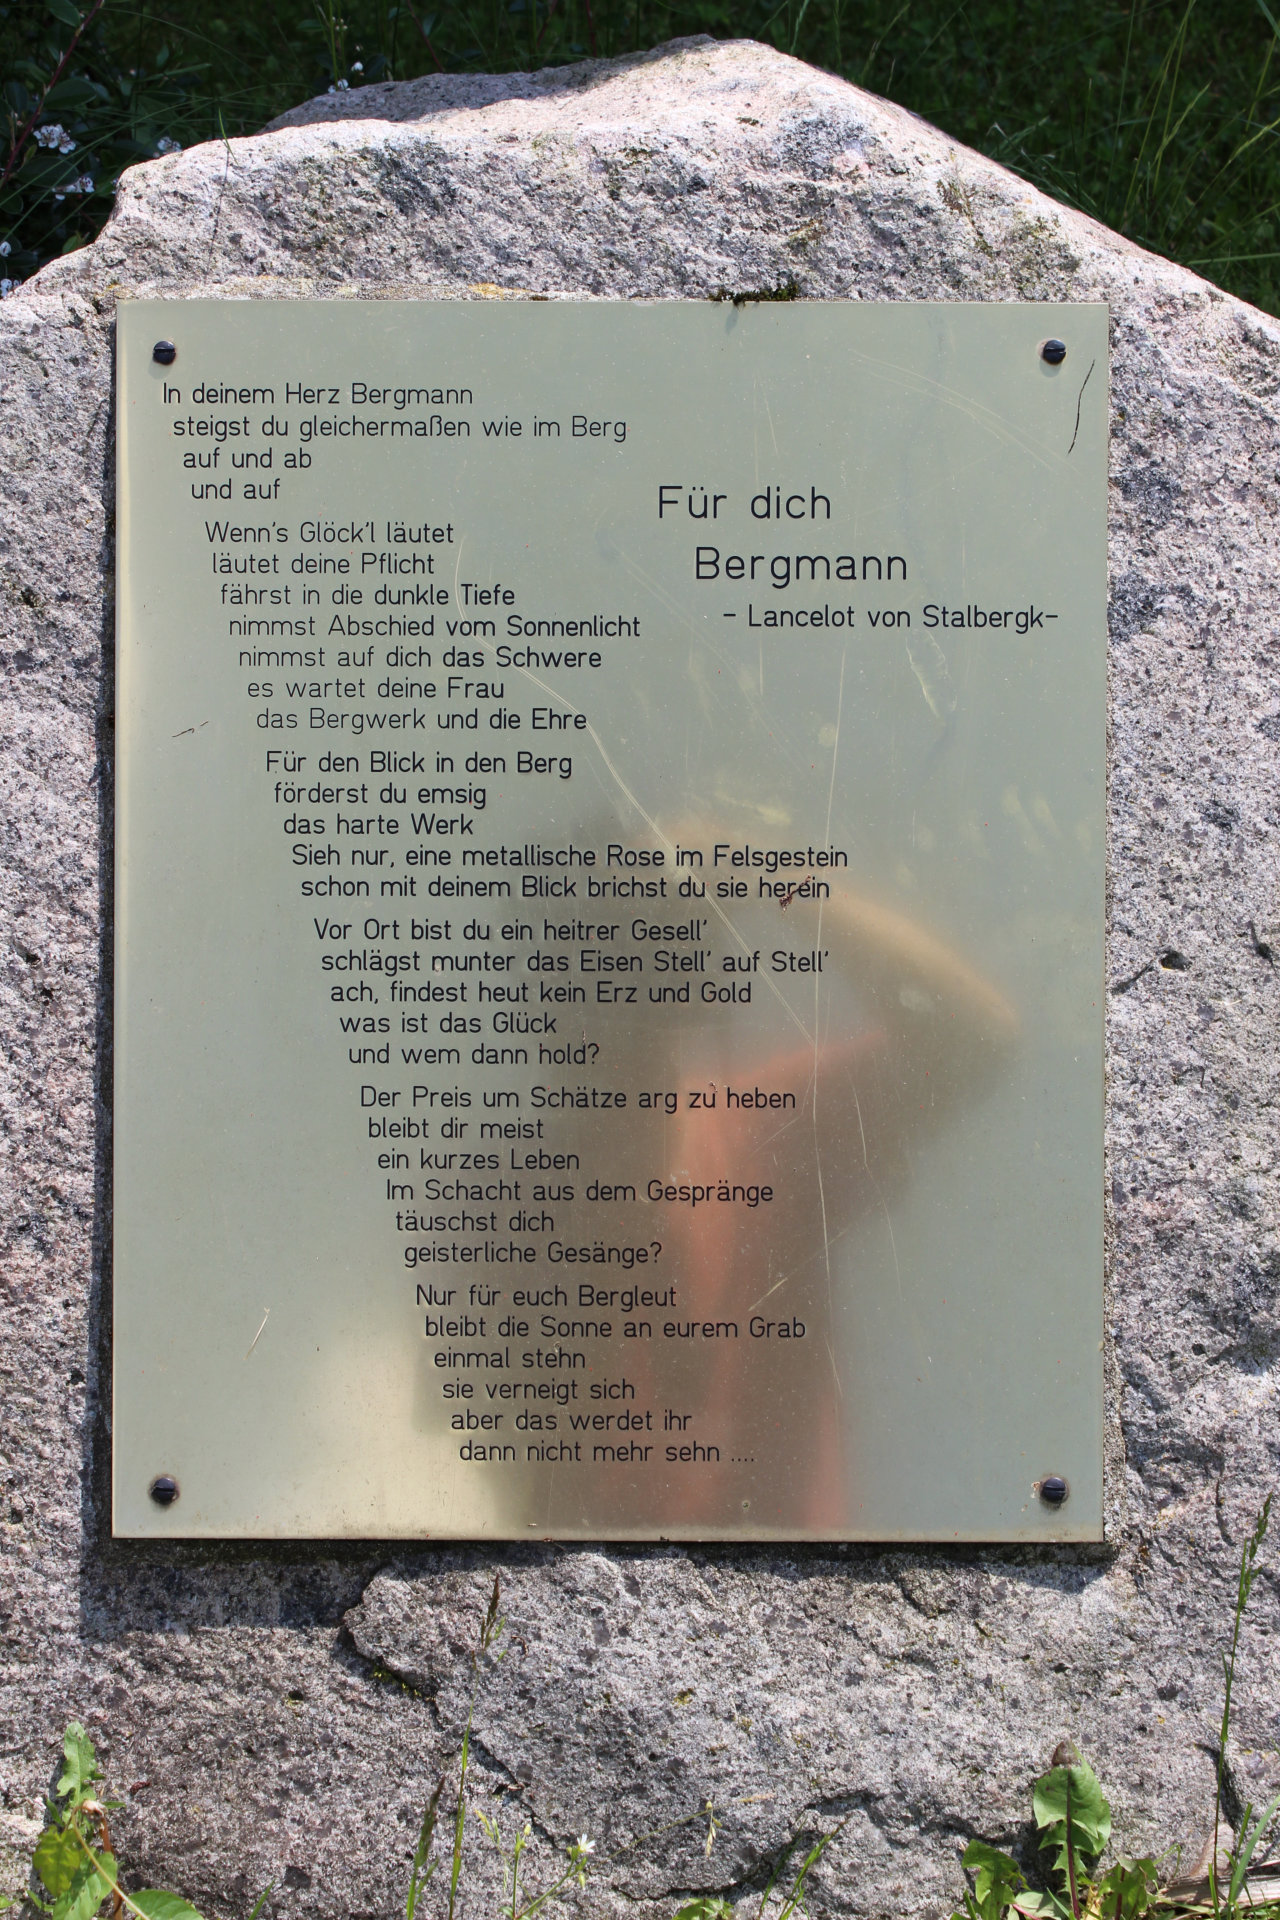 In deinem Herz Bergmann
steigst du gleichermaßen wie im Berg
auf und ab
und auf
Für dich
Bergmann
- Lancelot von Stalbergk-
Wenn's Glöck'l läutet
läutet deine Pflicht
fährst in die dunkle Tiefe
nimmst Abschied vom Sonnenlicht
nimmst auf dich das Schwere
es wartet deine Frau
das Bergwerk und die Ehre
Für den Blick in den Berg
förderst du emsig
das harte Werk
Sieh nur, eine metallische Rose im Felsgestein
schon mit deinem Blick brichst du sie herein
Vor Ort bist du ein heitrer Gesell'
schlägst munter das Eisen Stell' auf Stell'
ach, findest heut kein Erz und Gold
was ist das Glück
und wem dann hold?
Der Preis um Schätze arg zu heben
bleibt dir meist
ein kurzes Leben
Im Schacht aus dem Gespränge
täuschst dich
geisterliche Gesänge?
Nur für euch Bergleut
bleibt die Sonne an eurem Grab
einmal stehn
sie verneigt sich
aber das werdet ihr
dann nicht mehr sehn ....